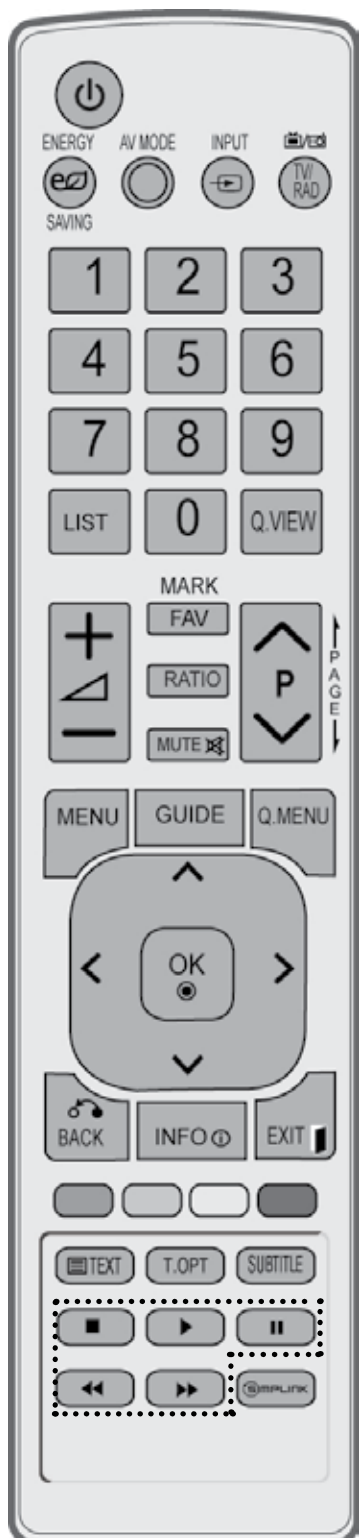 ENERGY AV MODE INPUT
TV/
RAD
SAVING
1 2 3
4 5 6
7 8 9
LIST 0 Q.VIEW
MARK
FAV
RATIO
P
PAGE
MUTE
MENU GUIDE Q.MENU
OK
BACK INFO EXIT
TEXT T.OPT SUBTITLE
SIMPLINK